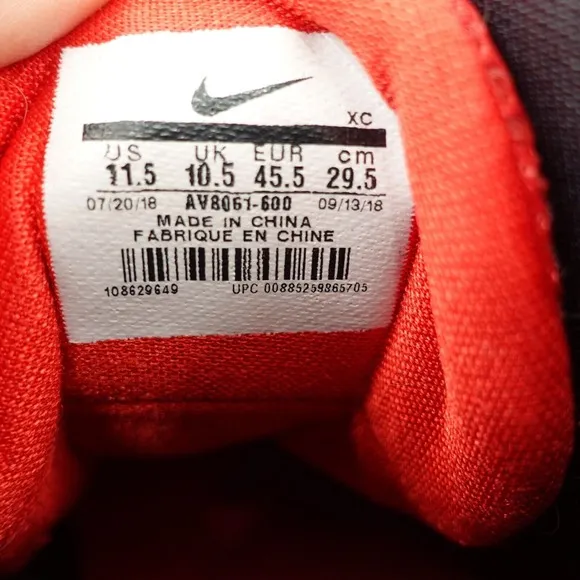 XC
US UK EUR cm
11.5 10.5 45.5 29.5
07/20/18 AV8061-600 09/13/18
MADE IN CHINA
FABRIQUE EN CHINE
108629649 UPC 00885259865705